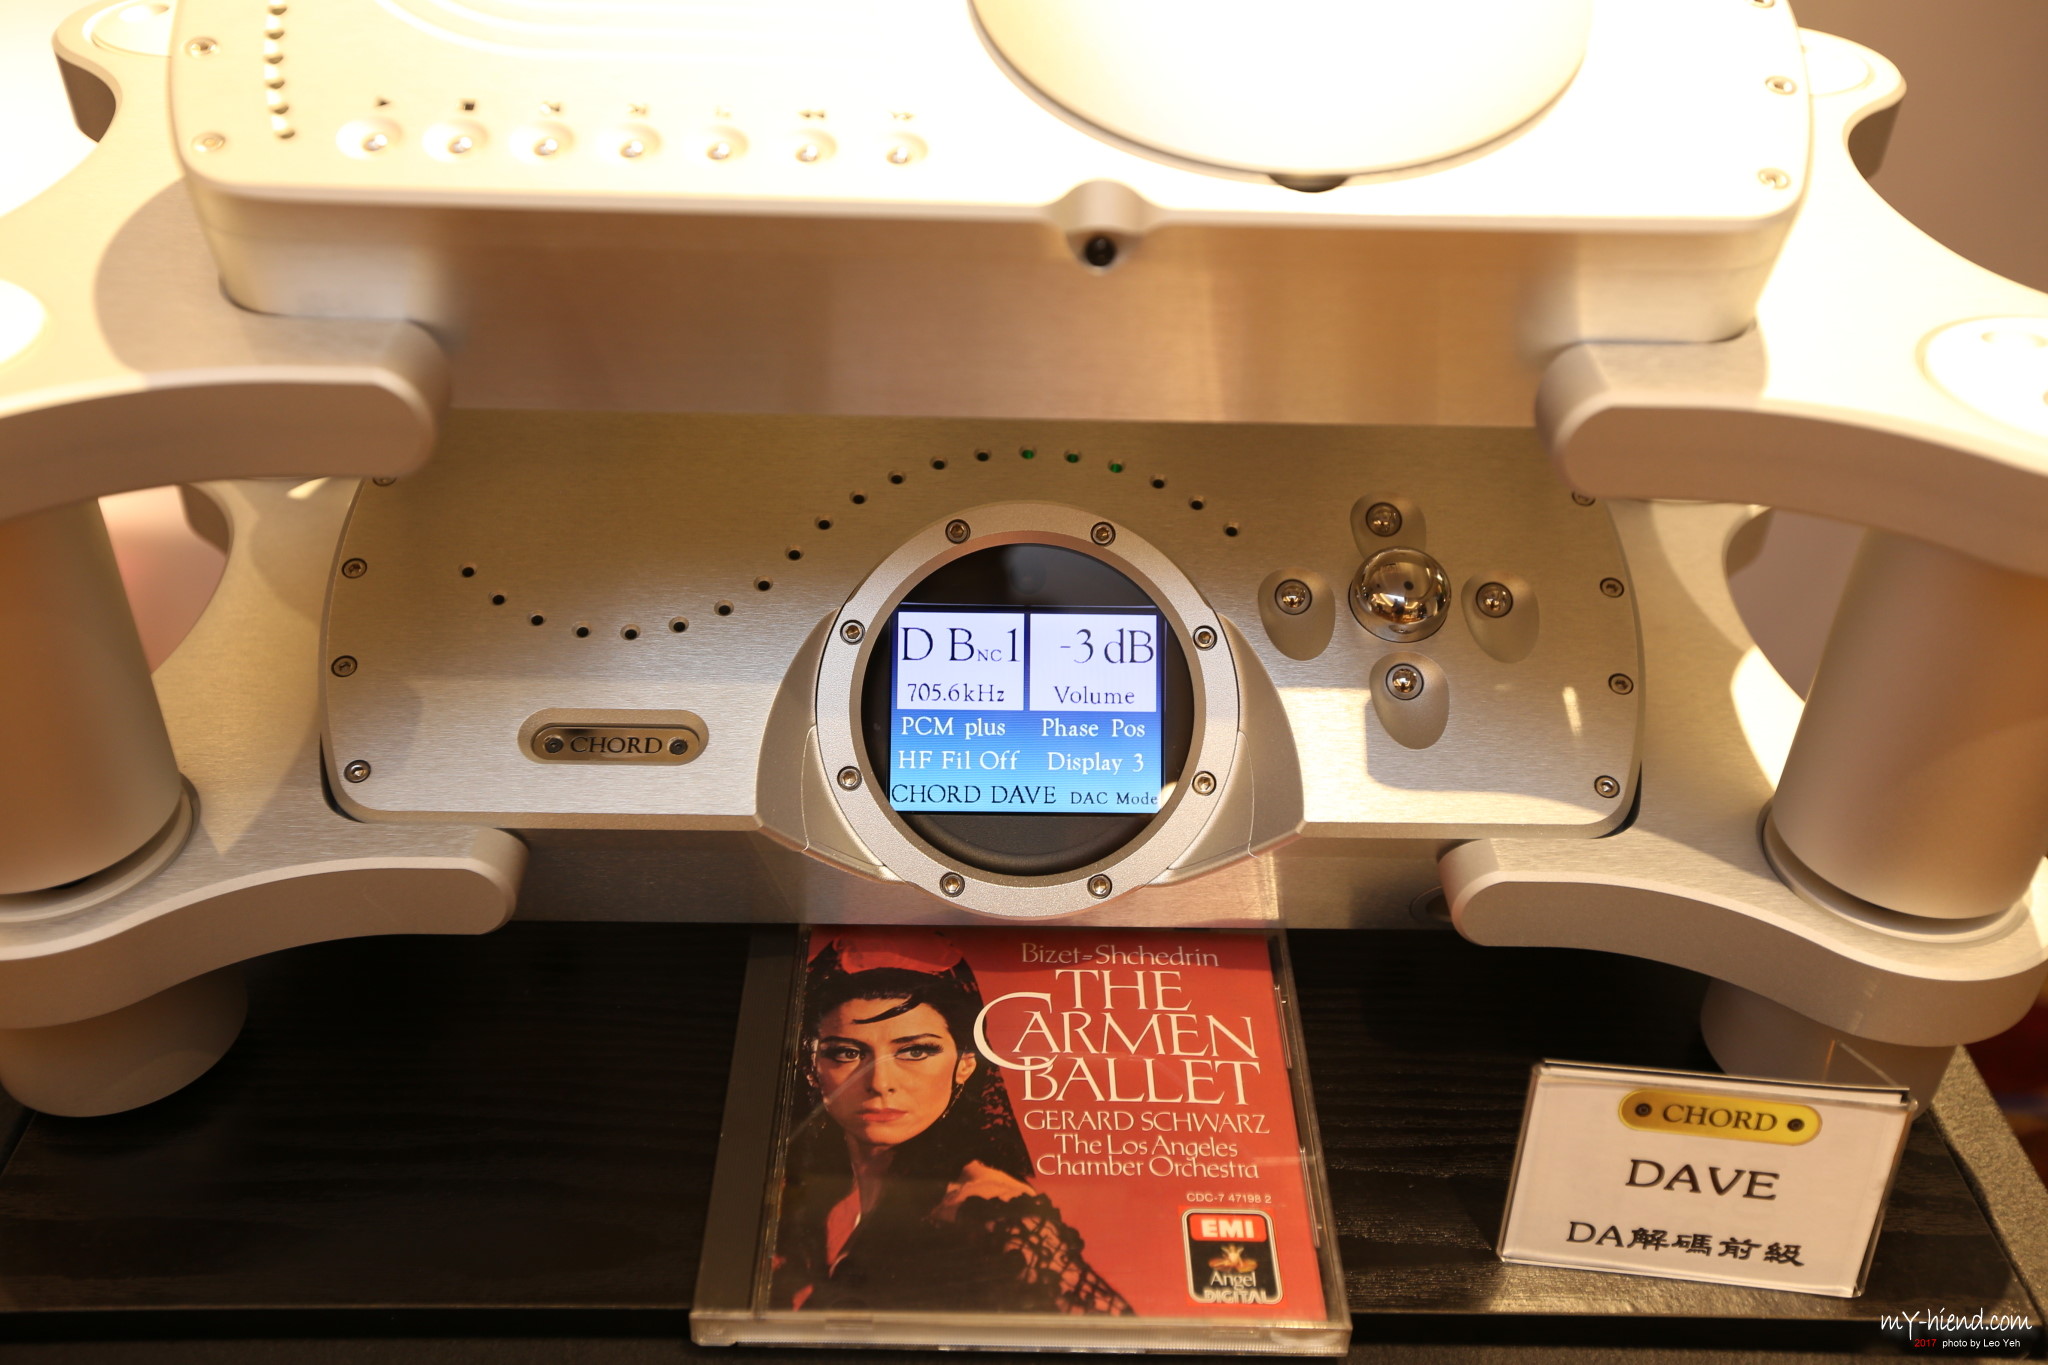 D BNC1
705.6kHz
-3 dB
Volume
PCM plus
Phase Pos
HF Fil Off
Display 3
CHORD DAVE DAC Mode
CHORD
Bizet=Shchedrin
THE
CARMEN
BALLET
GERARD SCHWARZ
The Los Angeles
Chamber Orchestra
CDC-7 47198 2
EMI
Angel
DIGITAL
CHORD
DAVE
DA解碼前級
mY-hiend.com
2017 photo by Leo Yeh